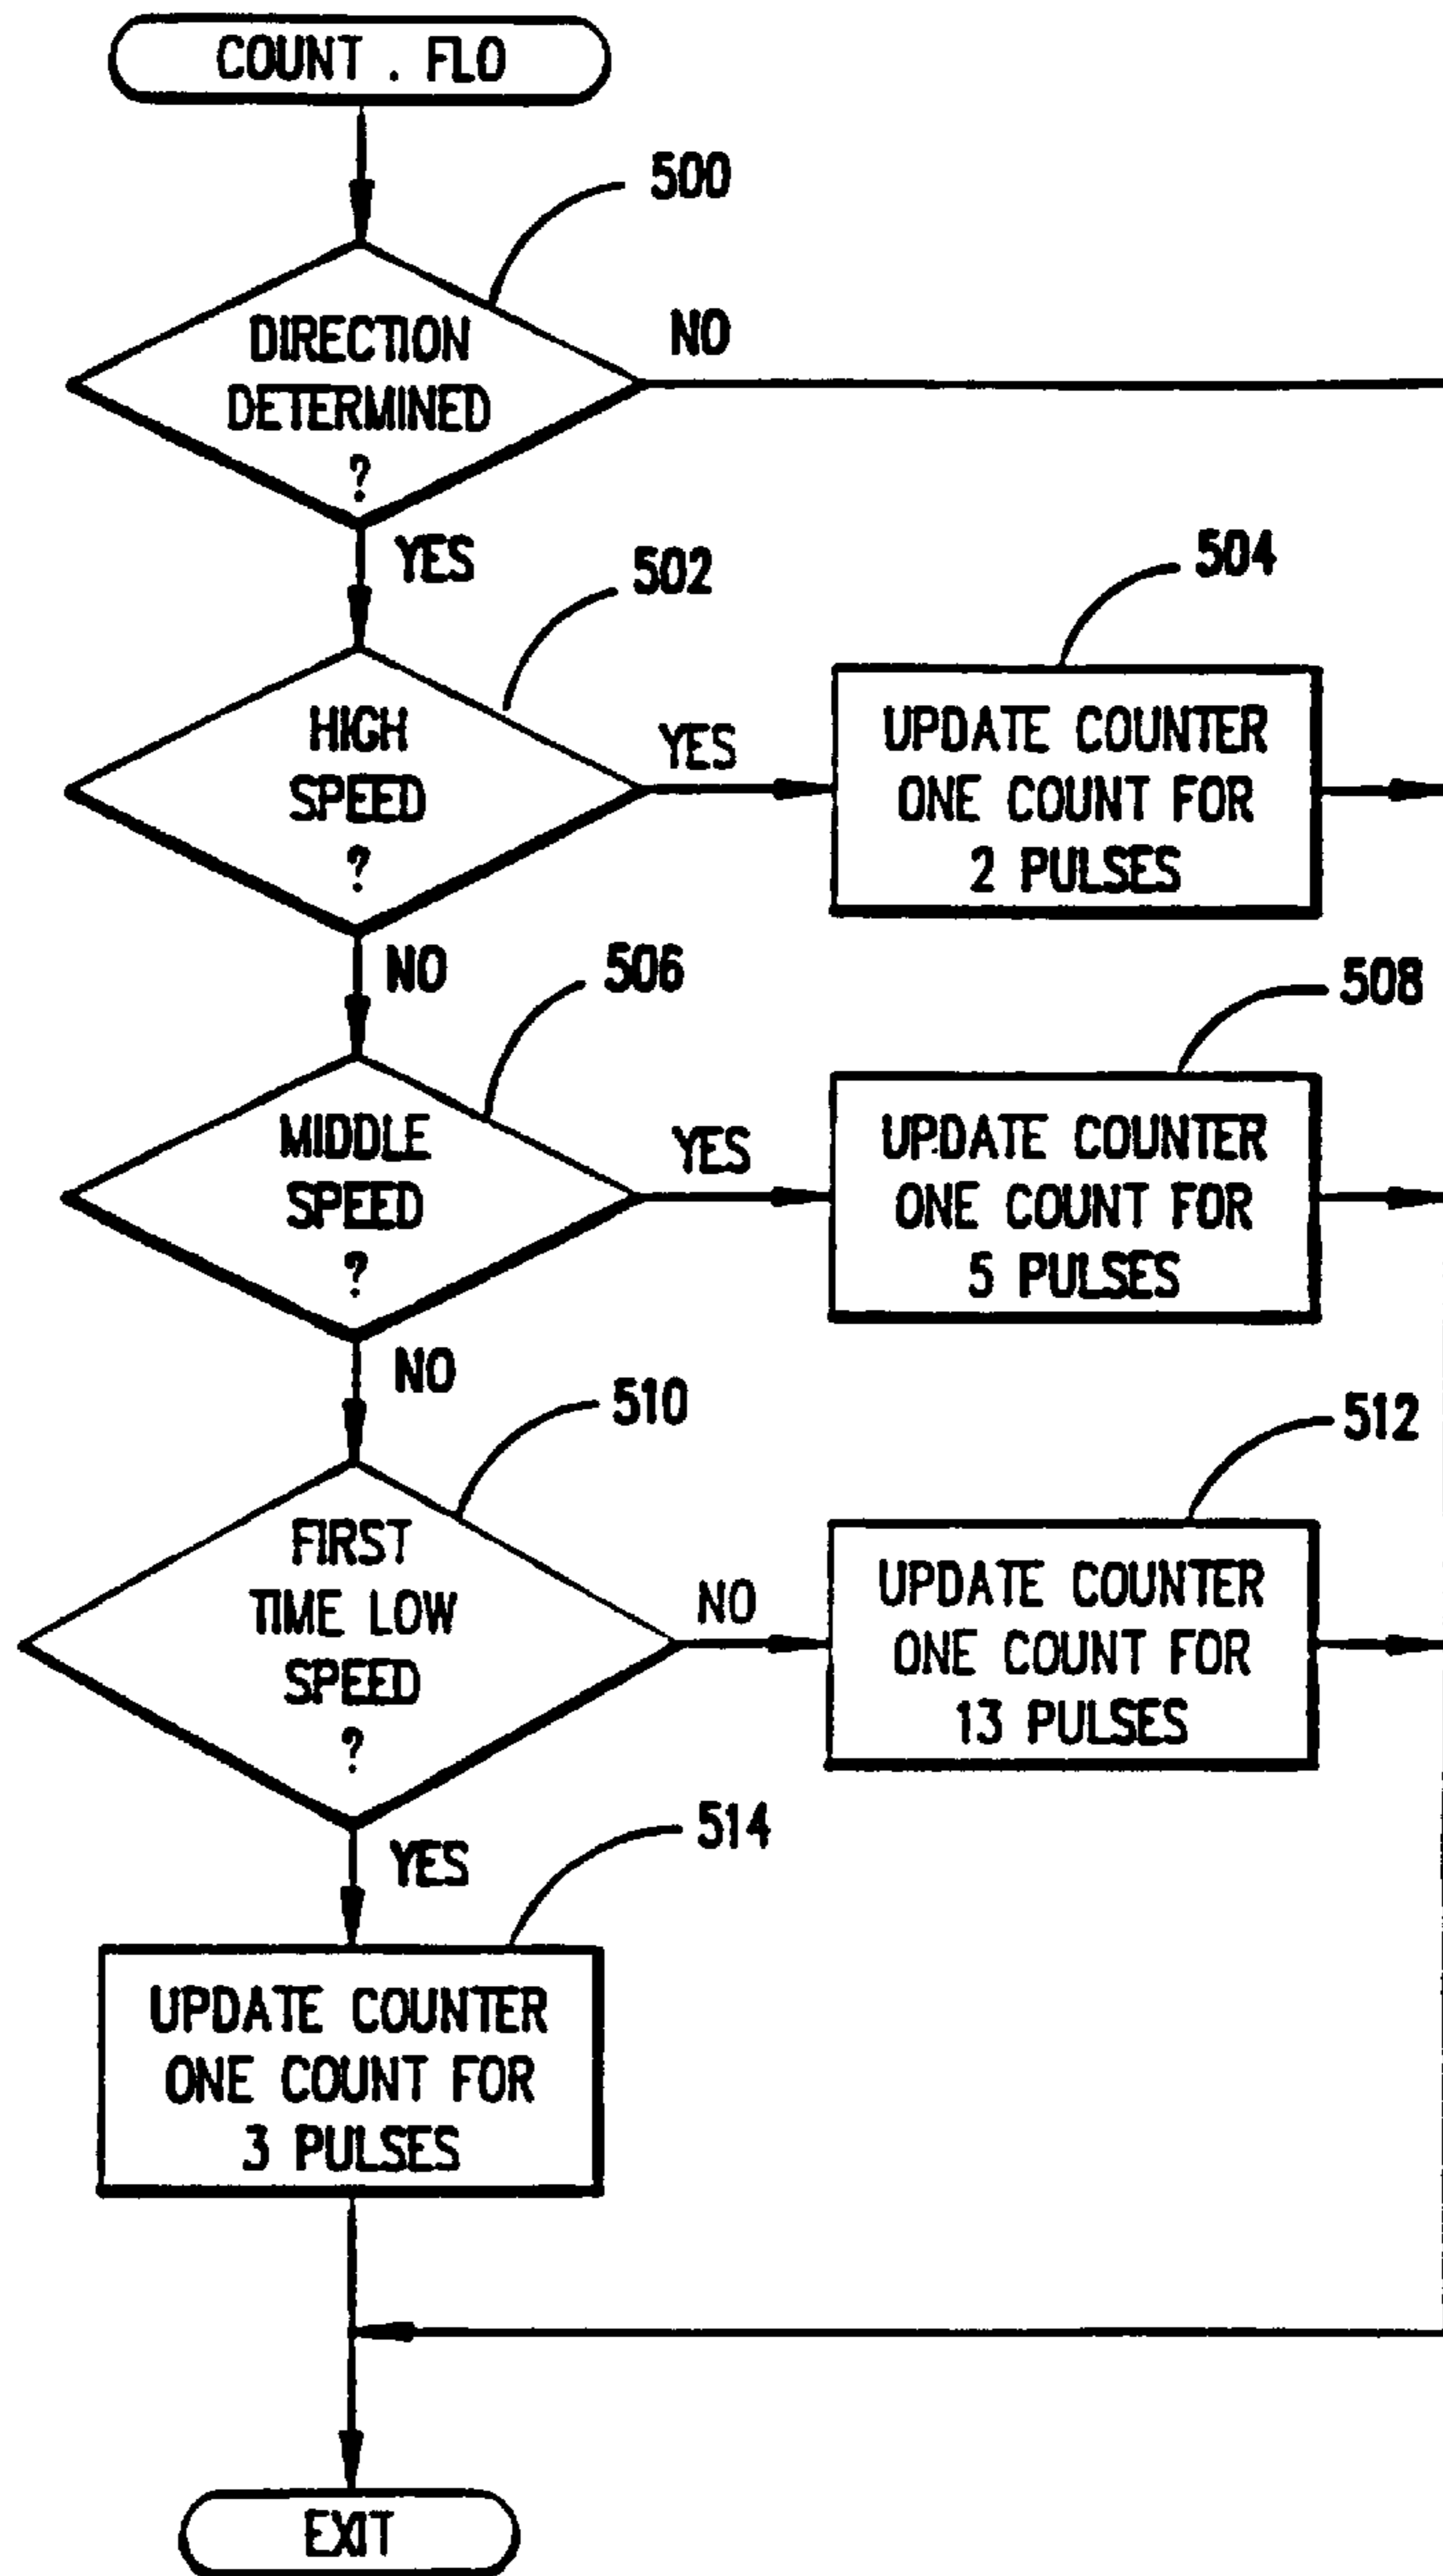 COUNT . FLO
500
DIRECTION
DETERMINED
?
NO
YES
502
HIGH
SPEED
?
YES
504
UPDATE COUNTER
ONE COUNT FOR
2 PULSES
NO
506
MIDDLE
SPEED
?
YES
508
UPDATE COUNTER
ONE COUNT FOR
5 PULSES
NO
510
FIRST
TIME LOW
SPEED
?
NO
512
UPDATE COUNTER
ONE COUNT FOR
13 PULSES
YES
514
UPDATE COUNTER
ONE COUNT FOR
3 PULSES
EXIT